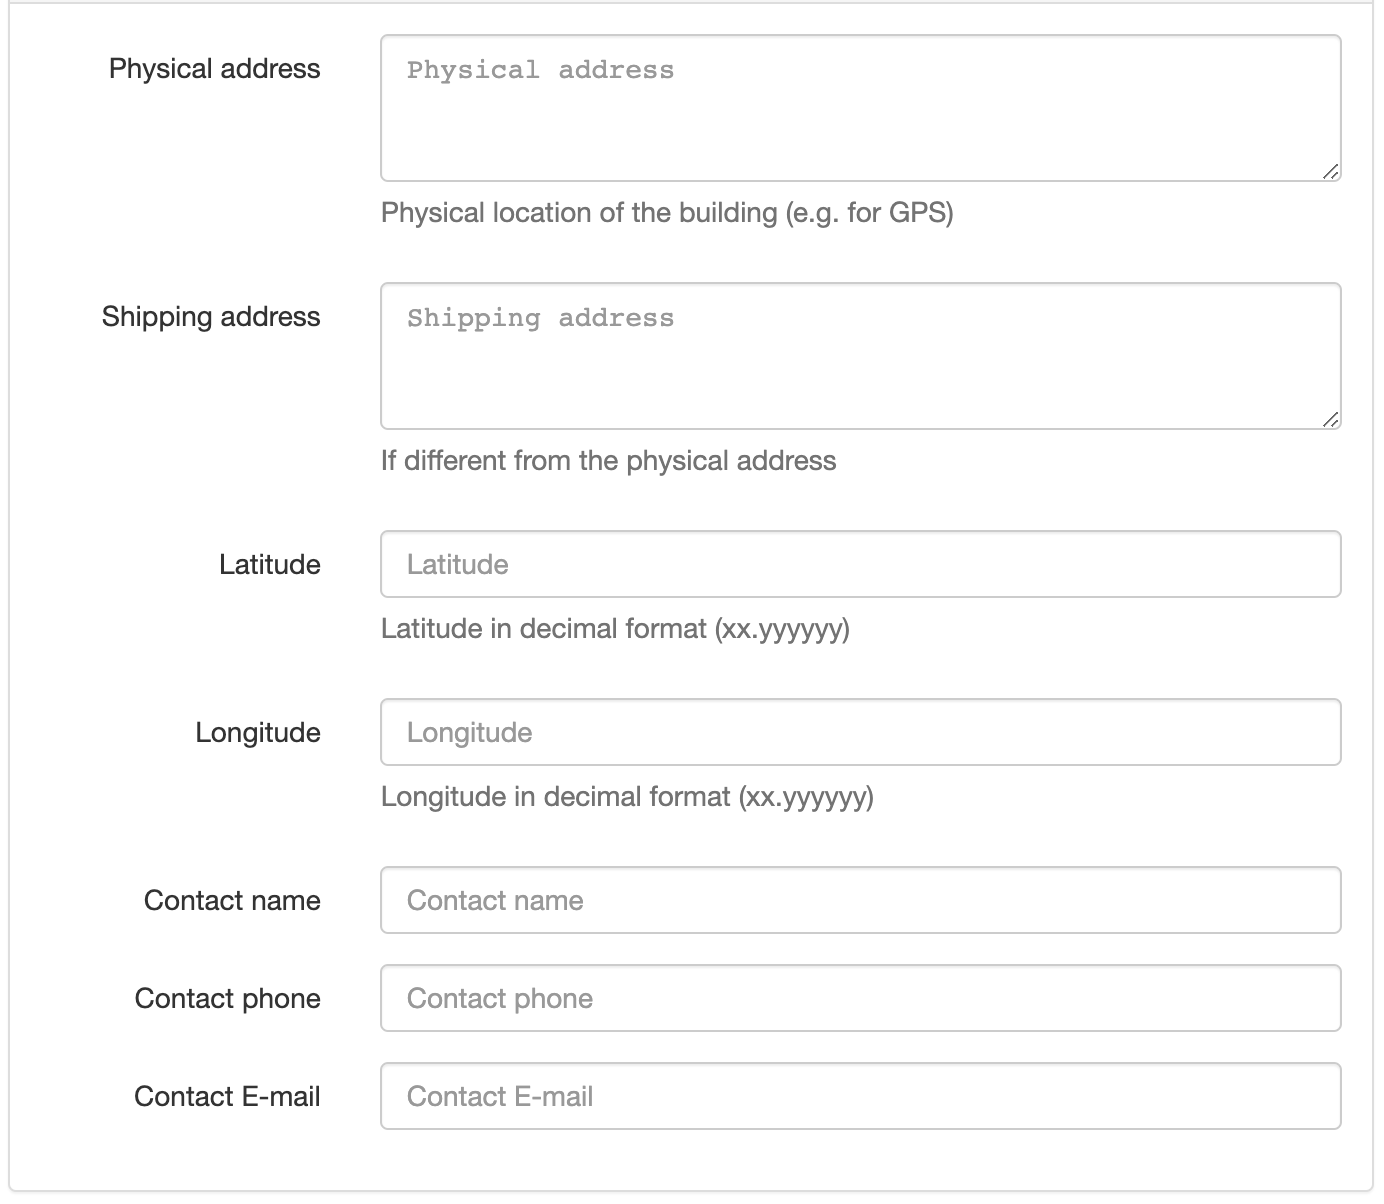 Physical address
Physical address
Physical location of the building (e.g. for GPS)
Shipping address
Shipping address
If different from the physical address
Latitude
Latitude
Latitude in decimal format (xx.yyyyyy)
Longitude
Longitude
Longitude in decimal format (xx.yyyyyy)
Contact name
Contact name
Contact phone
Contact phone
Contact E-mail
Contact E-mail